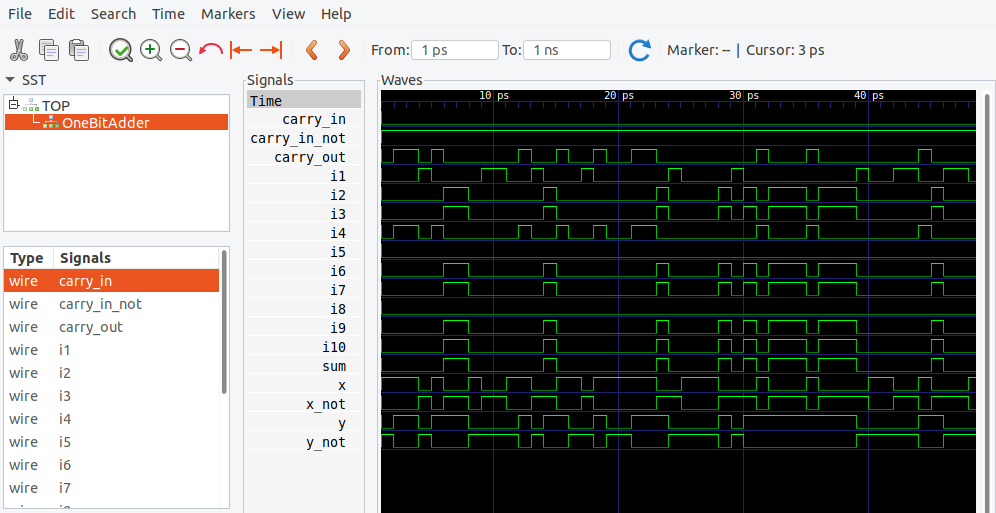 File Edit Search Time Markers View Help
From: 1 ps To: 1 ns Marker: -- | Cursor: 3 ps
SST
TOP
OneBitAdder
Type Signals
wire carry_in
wire carry_in_not
wire carry_out
wire i1
wire i2
wire i3
wire i4
wire i5
wire i6
wire i7
Signals
Time
carry_in
carry_in_not
carry_out
i1
i2
i3
i4
i5
i6
i7
i8
i9
i10
sum
x
x_not
y
y_not
Waves
10 ps 20 ps 30 ps 40 ps